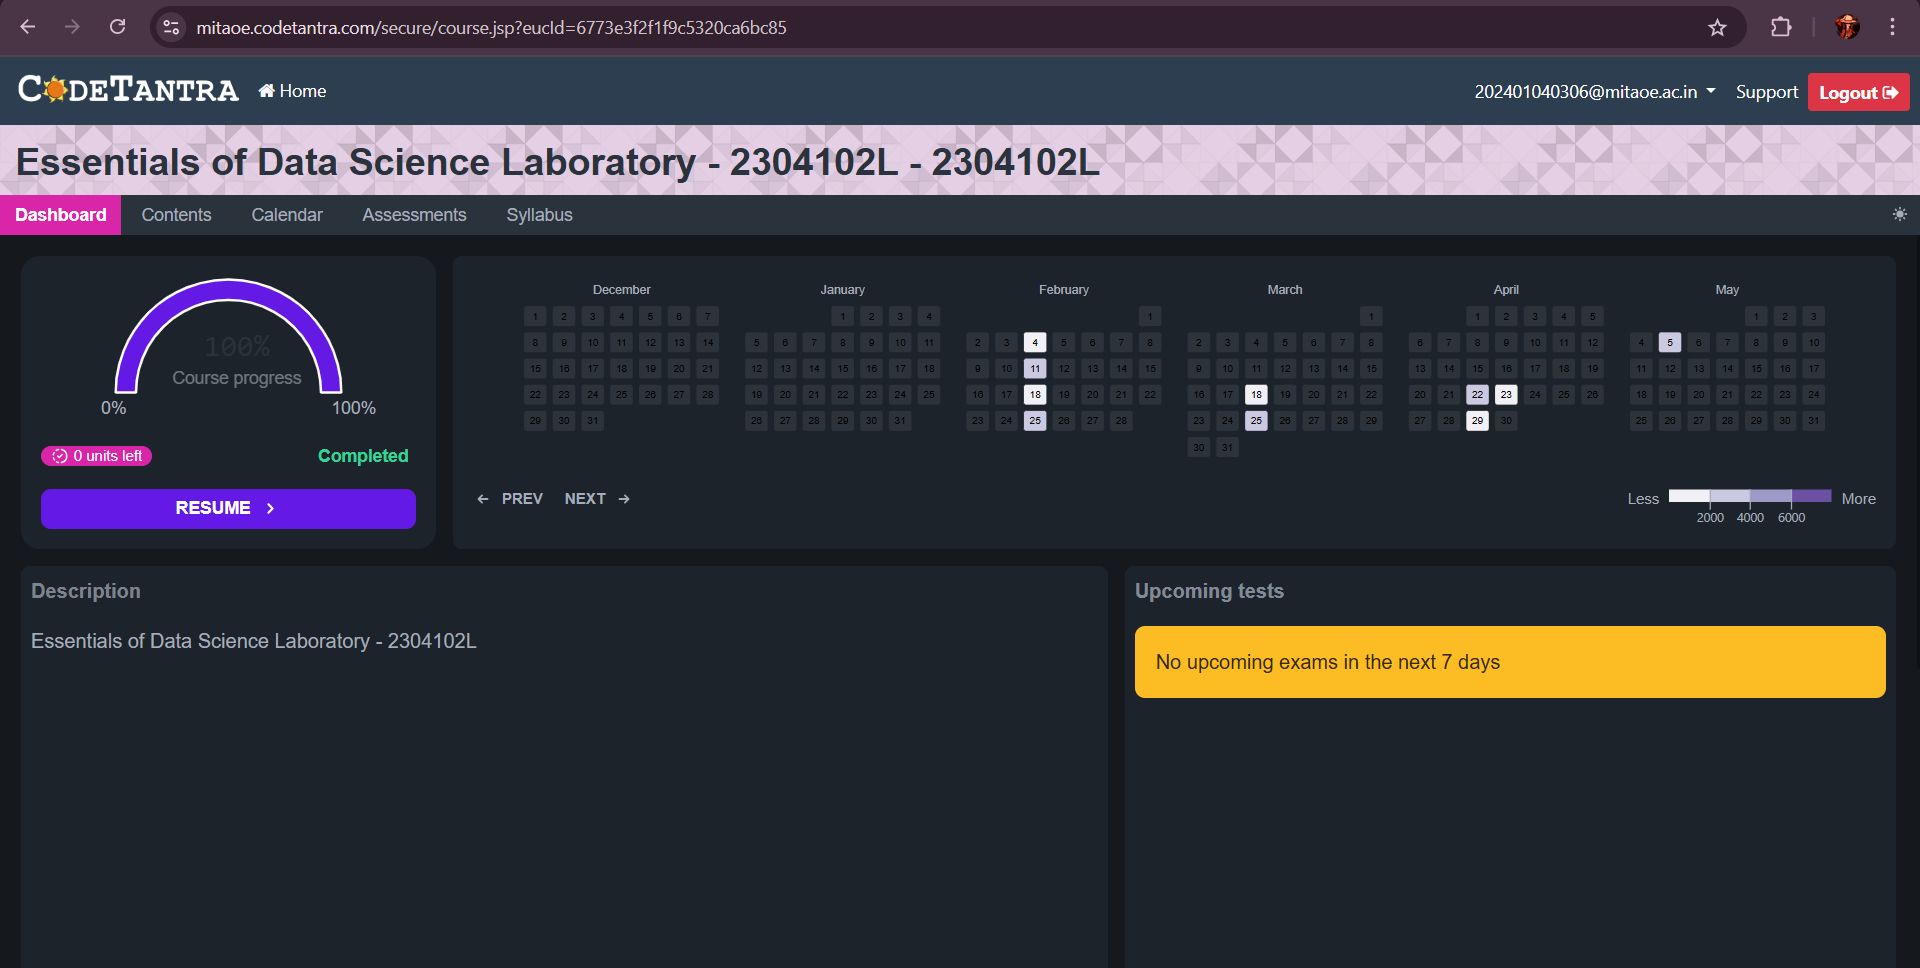 mitaoe.codetantra.com/secure/course.jsp?eucId=6773e3f2f1f9c5320ca6bc85
CODETANTRA Home 202401040306@mitaoe.ac.in Support Logout
Essentials of Data Science Laboratory - 2304102L - 2304102L
Dashboard Contents Calendar Assessments Syllabus
100%
Course progress
0% 100%
0 units left Completed
RESUME
December January February March April May
1 2 3 4 5 6 7 1 2 3 4 1 1 1 2 3 4 5 1 2 3
8 9 10 11 12 13 14 5 6 7 8 9 10 11 2 3 4 5 6 7 8 2 3 4 5 6 7 8 6 7 8 9 10 11 12 4 5 6 7 8 9 10
15 16 17 18 19 20 21 12 13 14 15 16 17 18 9 10 11 12 13 14 15 9 10 11 12 13 14 15 13 14 15 16 17 18 19 11 12 13 14 15 16 17
22 23 24 25 26 27 28 19 20 21 22 23 24 25 16 17 18 19 20 21 22 16 17 18 19 20 21 22 20 21 22 23 24 25 26 18 19 20 21 22 23 24
29 30 31 26 27 28 29 30 31 23 24 25 26 27 28 23 24 25 26 27 28 29 27 28 29 30 25 26 27 28 29 30 31
30 31
PREV NEXT Less More
2000 4000 6000
Description
Essentials of Data Science Laboratory - 2304102L
Upcoming tests
No upcoming exams in the next 7 days